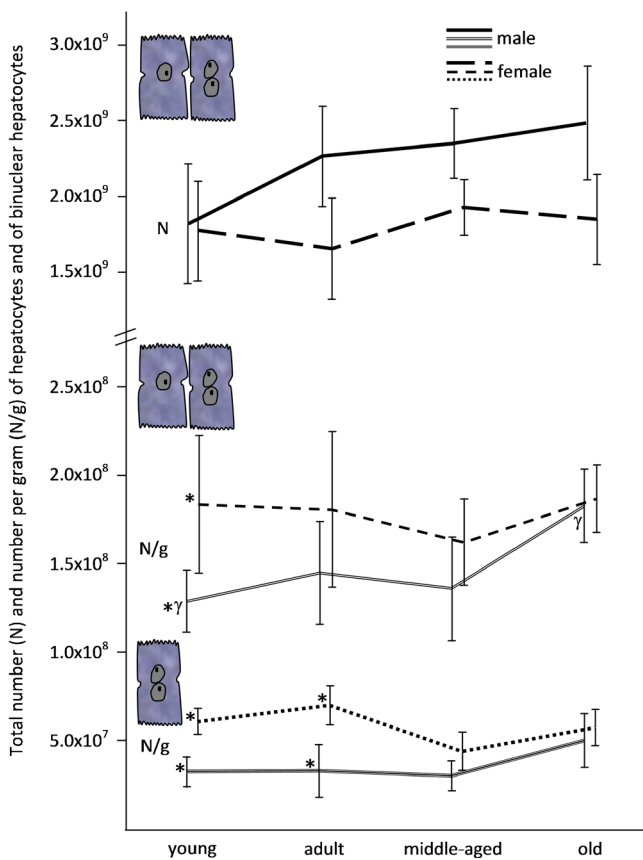 Total number (N) and number per gram (N/g) of hepatocytes and of binuclear hepatocytes
male
female
3.0x10⁹
2.5x10⁹
2.0x10⁹
N
1.5x10⁹
2.5x10⁸
2.0x10⁸
*
γ
N/g
1.5x10⁸
*γ
1.0x10⁸
*
*
N/g
5.0x10⁷
*
*
young adult middle-aged old